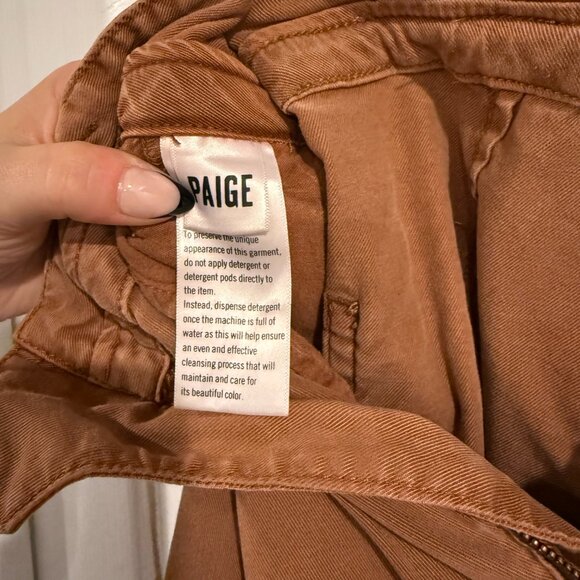 PAIGE
To preserve the unique
appearance of this garment,
do not apply detergent or
detergent pods directly to
the item.
Instead, dispense detergent
once the machine is full of
water as this will help ensure
an even and effective
cleansing process that will
maintain and care for
its beautiful color.